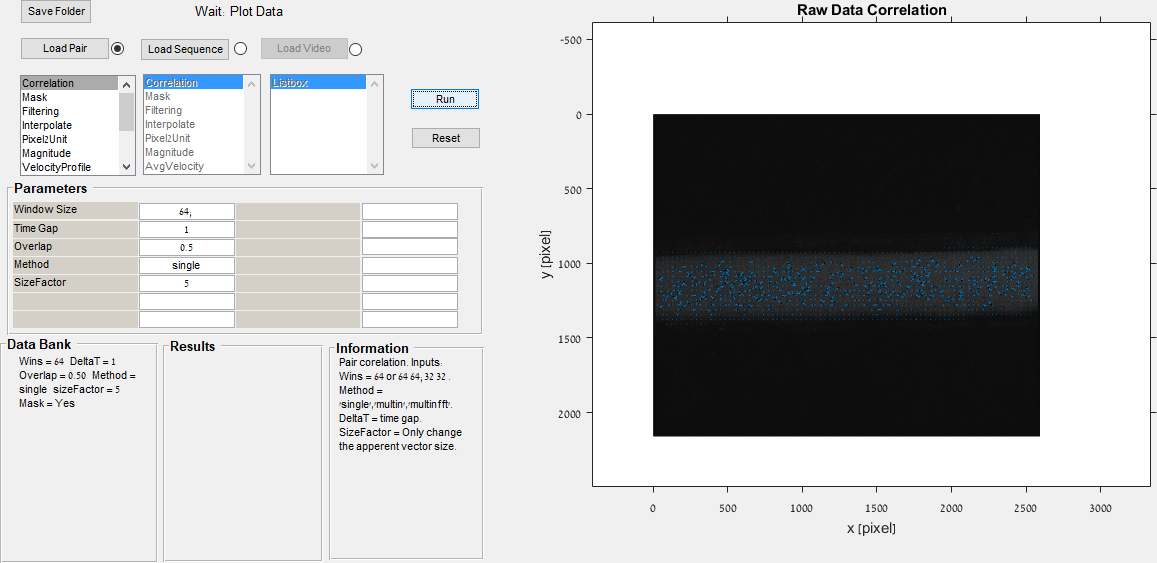 Save Folder
Wait: Plot Data
Load Pair
Load Sequence
Load Video
Correlation
Mask
Filtering
Interpolate
Pixel2Unit
Magnitude
VelocityProfile
Correlation
Mask
Filtering
Interpolate
Pixel2Unit
Magnitude
AvgVelocity
Listbox
Run
Reset
Parameters
Window Size 64;
Time Gap 1
Overlap 0.5
Method single
SizeFactor 5
Data Bank
Wins = 64 DeltaT = 1
Overlap = 0.50 Method =
single sizeFactor = 5
Mask = Yes
Results
Information
Pair corelation. Inputs:
Wins = 64 or 64 64; 32 32 .
Method =
'single','multin','multinfft'.
DeltaT = time gap.
SizeFactor = Only change
the apperent vector size.
Raw Data Correlation
y [pixel]
-500
0
500
1000
1500
2000
0 500 1000 1500 2000 2500 3000
x [pixel]